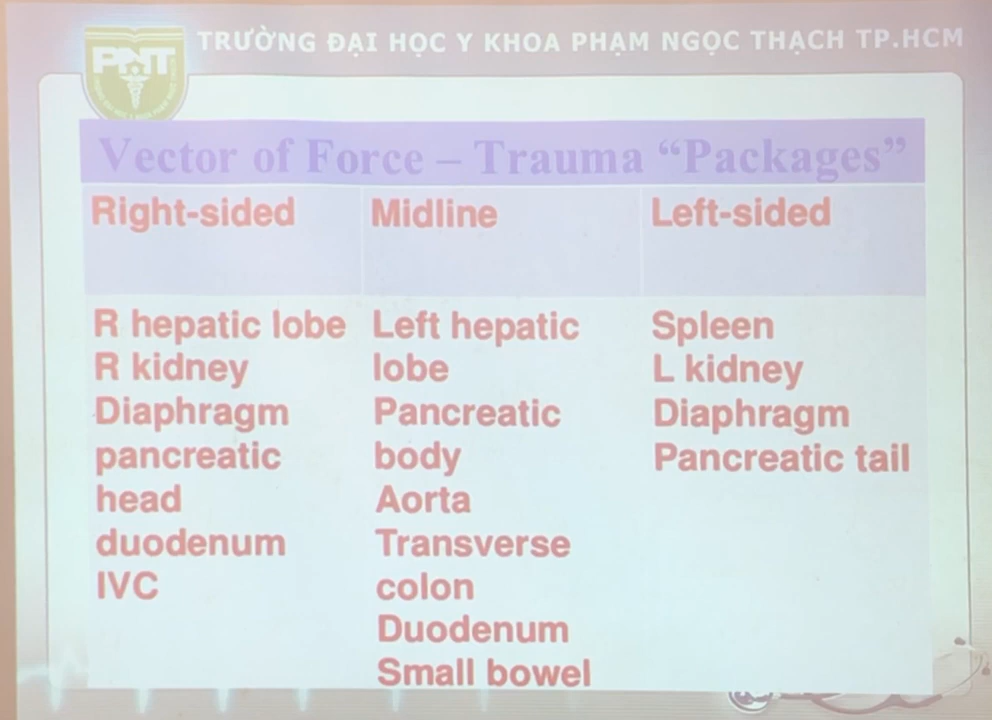 TRƯỜNG ĐẠI HỌC Y KHOA PHẠM NGỌC THẠCH TP.HCM
PNT
Vector of Force – Trauma “Packages”
Right-sided
Midline
Left-sided
R hepatic lobe
R kidney
Diaphragm
pancreatic
head
duodenum
IVC
Left hepatic
lobe
Pancreatic
body
Aorta
Transverse
colon
Duodenum
Small bowel
Spleen
L kidney
Diaphragm
Pancreatic tail